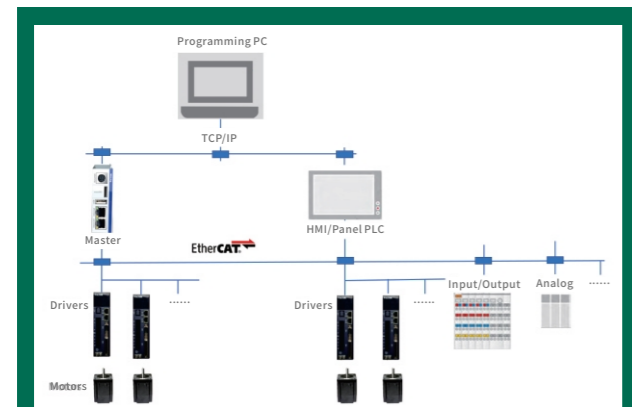 Programming PC
TCP/IP
HMI/Panel PLC
Master
EtherCAT
Input/Output
Analog
......
......
......
Drivers
Drivers
Motors